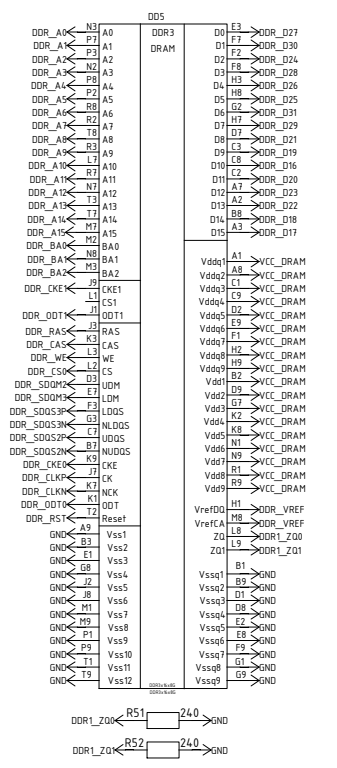 DD5
DDR3
DRAM
DDR_A0 N3 A0
DDR_A1 P7 A1
DDR_A2 P3 A2
DDR_A3 N2 A3
DDR_A4 P8 A4
DDR_A5 P2 A5
DDR_A6 R8 A6
DDR_A7 R2 A7
DDR_A8 T8 A8
DDR_A9 R3 A9
DDR_A10 L7 A10
DDR_A11 R7 A11
DDR_A12 N7 A12
DDR_A13 T3 A13
DDR_A14 T7 A14
DDR_A15 M7 A15
DDR_BA0 M2 BA0
DDR_BA1 N8 BA1
DDR_BA2 M3 BA2
DDR_CKE1 J9 CKE1
L1 CS1
DDR_ODT1 J1 ODT1
DDR_RAS J3 RAS
DDR_CAS K3 CAS
DDR_WE L3 WE
DDR_CS0 L2 CS
DDR_SDQM2 D3 UDM
DDR_SDQM3 E7 LDM
DDR_SDQS3P F3 LDQS
DDR_SDQS3N G3 NLDQS
DDR_SDQS2P C7 UDQS
DDR_SDQS2N B7 NUDQS
DDR_CKE0 K9 CKE
DDR_CLKP J7 CK
DDR_CLKN K7 NCK
DDR_ODT0 K1 ODT
DDR_RST T2 Reset
GND A9 Vss1
GND B3 Vss2
GND E1 Vss3
GND G8 Vss4
GND J2 Vss5
GND J8 Vss6
GND M1 Vss7
GND M9 Vss8
GND P1 Vss9
GND P9 Vss10
GND T1 Vss11
GND T9 Vss12
D0 E3 DDR_D27
D1 F7 DDR_D30
D2 F2 DDR_D24
D3 F8 DDR_D28
D4 H3 DDR_D26
D5 H8 DDR_D25
D6 G2 DDR_D31
D7 H7 DDR_D29
D8 D7 DDR_D21
D9 C3 DDR_D19
D10 C8 DDR_D16
D11 C2 DDR_D20
D12 A7 DDR_D23
D13 A2 DDR_D22
D14 B8 DDR_D18
D15 A3 DDR_D17
Vddq1 A1 VCC_DRAM
Vddq2 A8
Vddq3 C1 VCC_DRAM
Vddq4 C9
Vddq5 D2 VCC_DRAM
Vddq6 E9
Vddq7 F1 VCC_DRAM
Vddq8 H2
Vddq9 H9 VCC_DRAM
Vdd1 B2
Vdd2 D9 VCC_DRAM
Vdd3 G7
Vdd4 K2 VCC_DRAM
Vdd5 K8
Vdd6 N1 VCC_DRAM
Vdd7 N9
Vdd8 R1 VCC_DRAM
Vdd9 R9 VCC_DRAM
VrefDQ H1 DDR_VREF
VrefCA M8 DDR_VREF
ZQ L8 DDR1_ZQ0
ZQ1 L9 DDR1_ZQ1
Vssq1 B1 GND
Vssq2 B9 GND
Vssq3 D1 GND
Vssq4 D8 GND
Vssq5 E2 GND
Vssq6 E8 GND
Vssq7 F9 GND
Vssq8 G1 GND
Vssq9 G9 GND
DDR1_ZQ0 R51 240 GND
DDR1_ZQ1 R52 240 GND